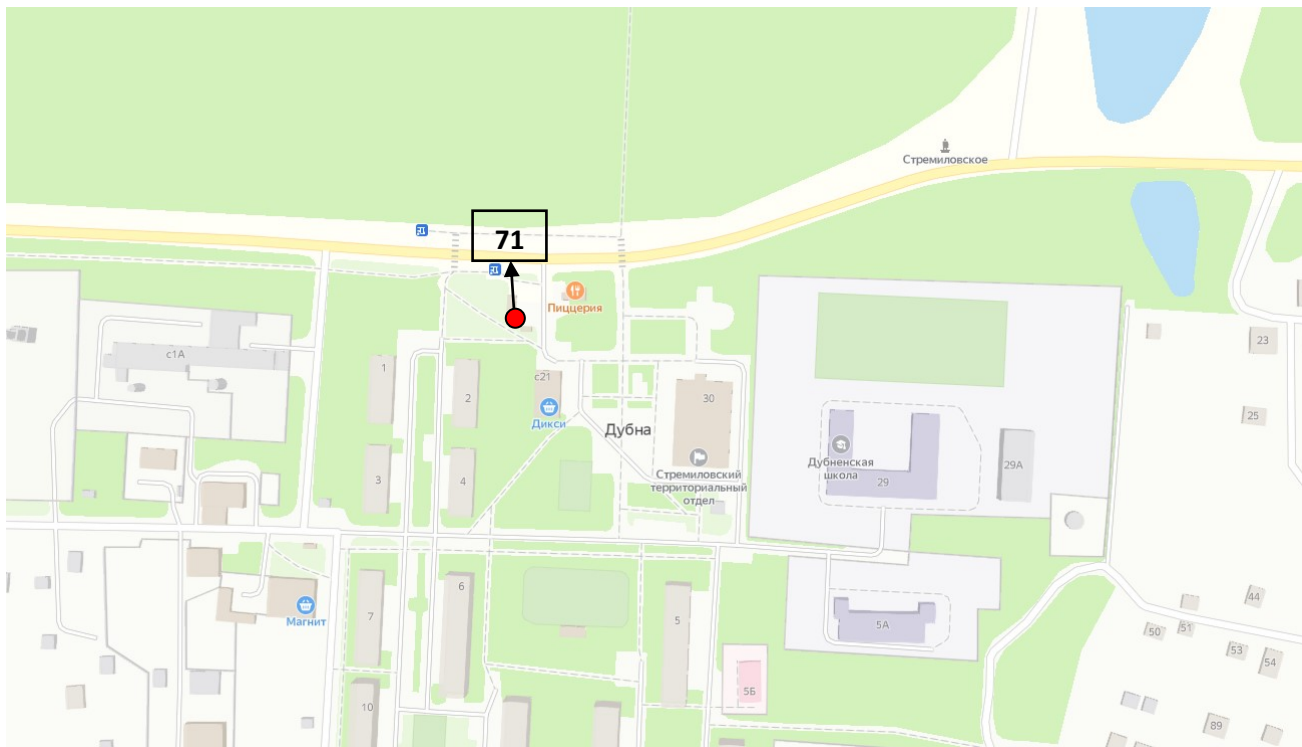 Стремиловское
71
Пиццерия
23
с1А
1
с21
2
30
25
Дикси
Дубна
Дубненская
школа
29А
Стремиловский
территориальный
отдел
3
4
29
6
44
Магнит
7
5
5А
50
51
53
54
5Б
10
89